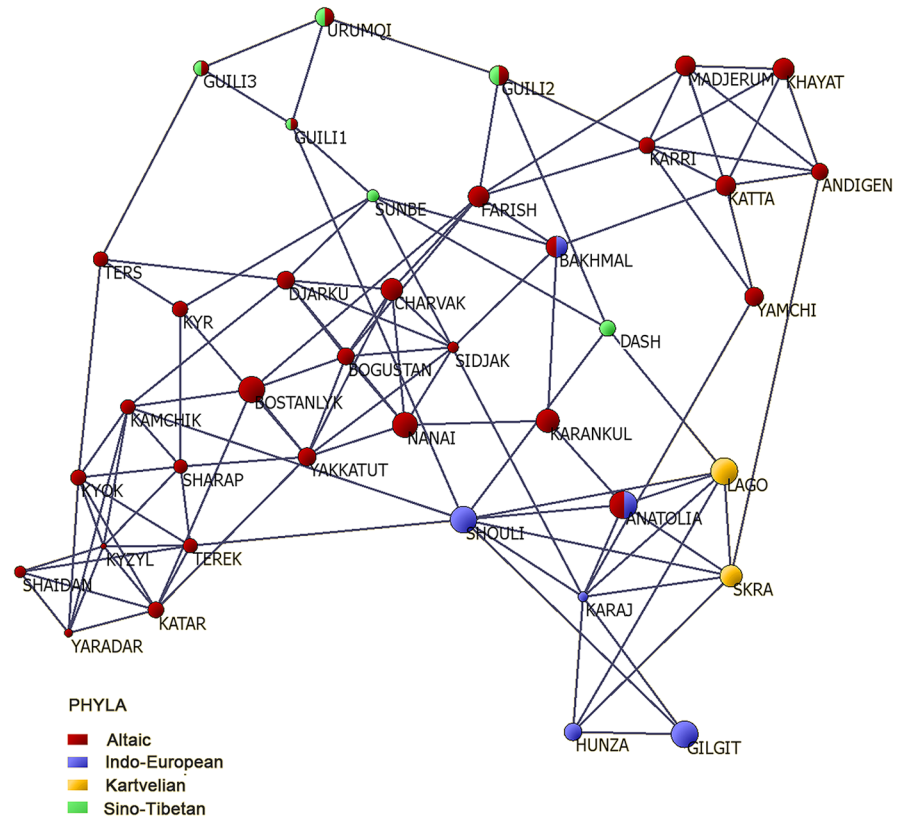 URUMQI
GUILI3
GUILI2
MADJERUM
KHAYAT
GUILI1
KARRI
ANDIGEN
KATTA
SUNBE
FARISH
BAKHMAL
TERS
DJARKU
CHARVAK
YAMCHI
KYR
DASH
SIDJAK
BOGUSTAN
BOSTANLYK
KAMCHIK
NANAI
KARANKUL
YAKKATUT
SHARAP
KYOK
LAGO
ANATOLIA
SHOULI
KYZYL
TEREK
SHAIDAN
SKRA
KARAJ
KATAR
YARADAR
HUNZA
GILGIT
PHYLA
Altaic
Indo-European
Kartvelian
Sino-Tibetan